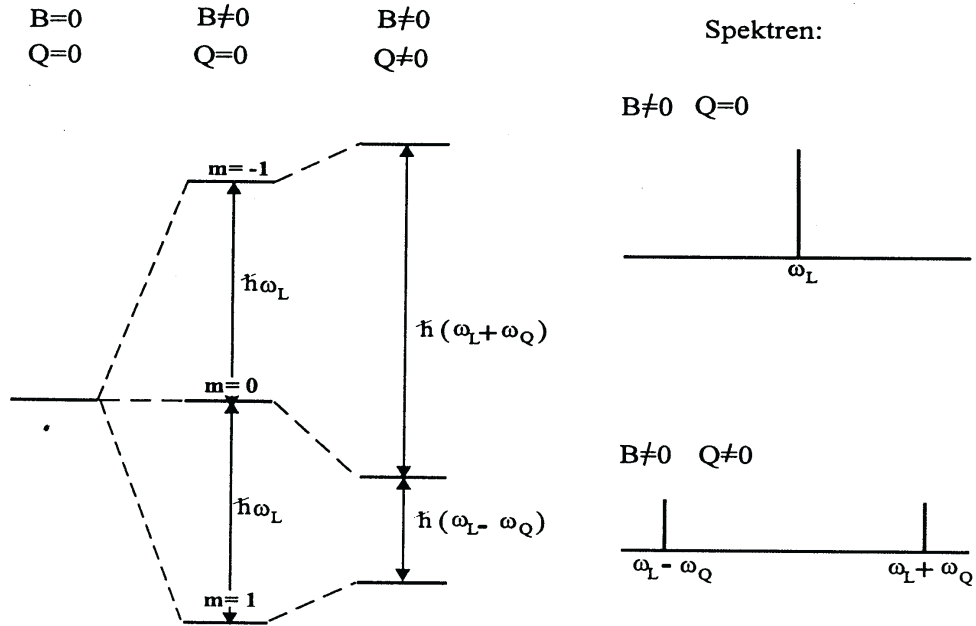 B=0 B≠0 B≠0
Q=0 Q=0 Q≠0
Spektren:
B≠0 Q=0
m= -1
ħω_L
ω_L
ħ(ω_L+ω_Q)
m= 0
B≠0 Q≠0
ħω_L
ħ(ω_L-ω_Q)
ω_L-ω_Q ω_L+ω_Q
m= 1